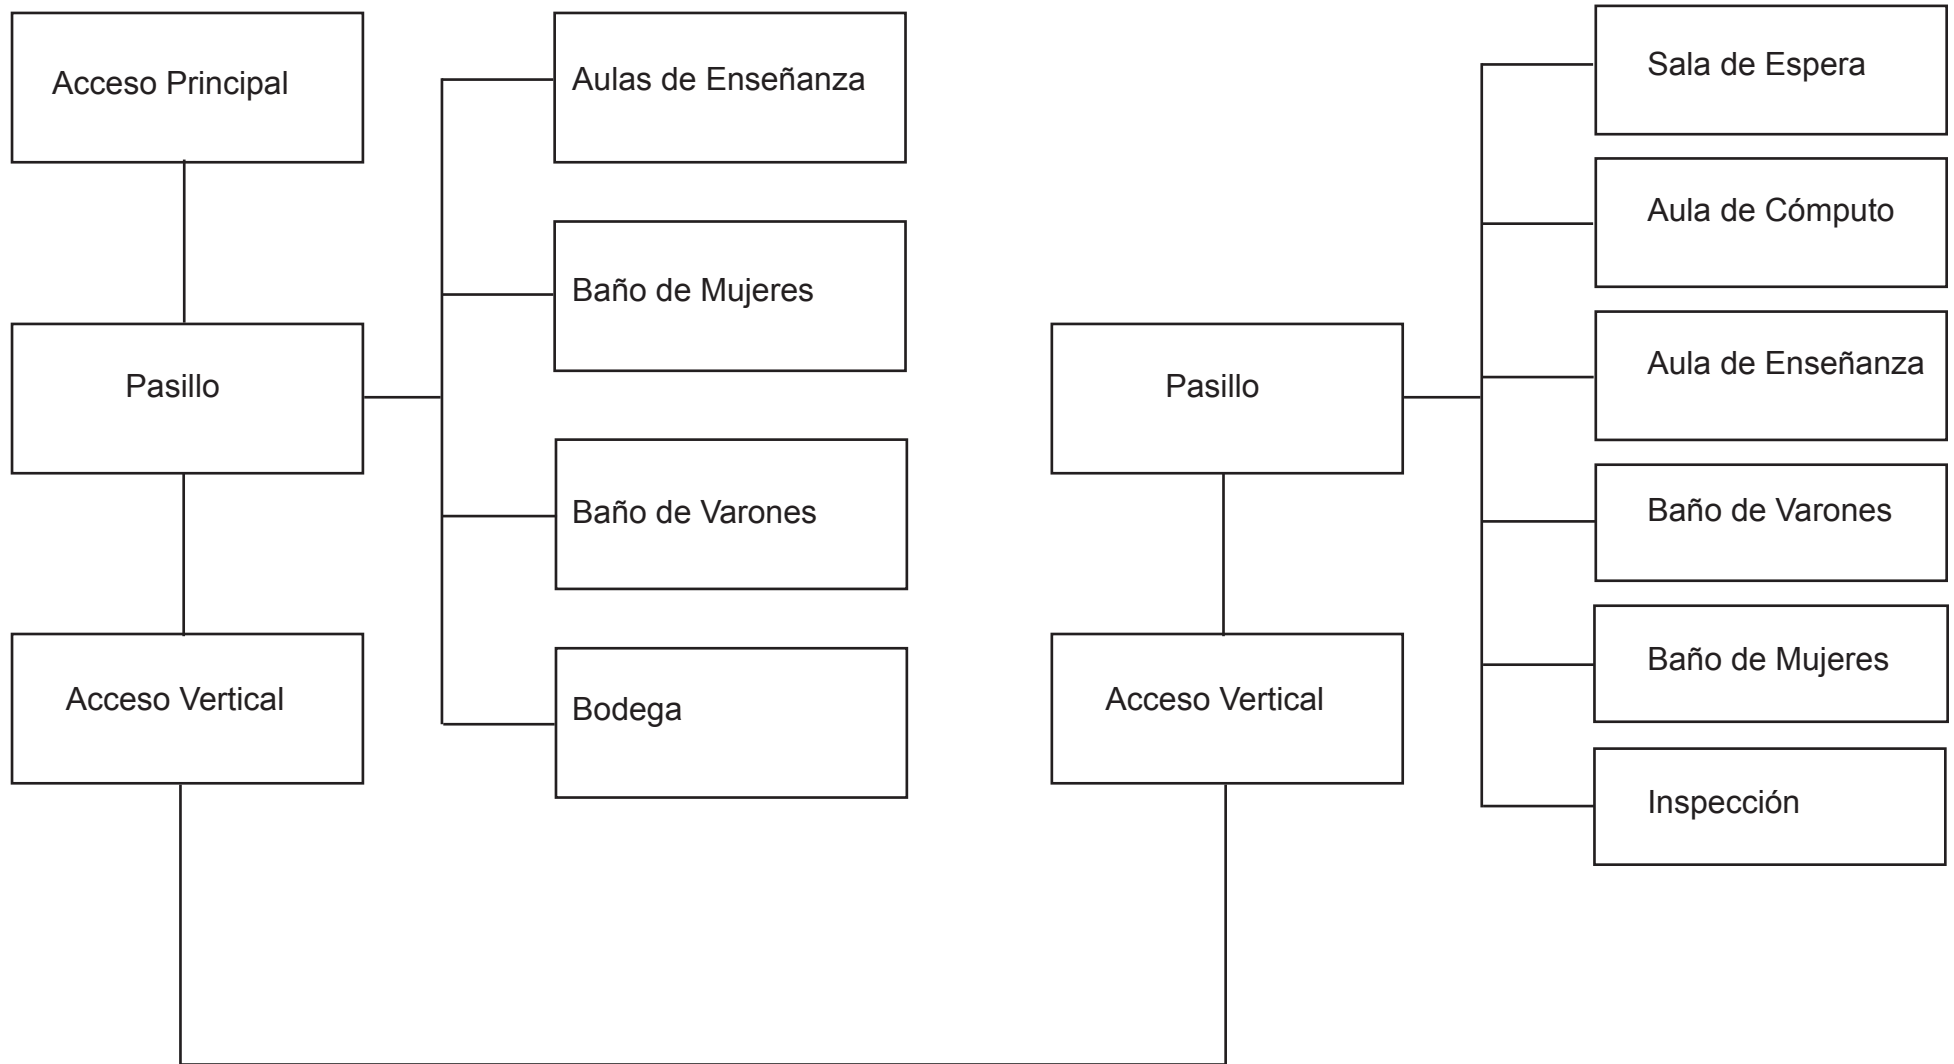 Acceso Principal
Aulas de Enseñanza
Baño de Mujeres
Pasillo
Baño de Varones
Acceso Vertical
Bodega
Sala de Espera
Aula de Cómputo
Aula de Enseñanza
Pasillo
Baño de Varones
Baño de Mujeres
Acceso Vertical
Inspección